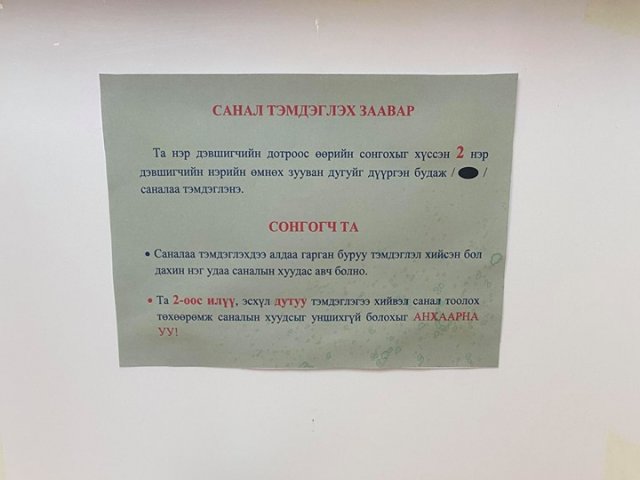 САНАЛ ТЭМДЭГЛЭХ ЗААВАР
Та нэр дэвшигчийн дотроос өөрийн сонгохыг хүссэн 2 нэр
дэвшигчийн нэрийн өмнөх зууван дугуйг дүүргэн будаж / /
саналаа тэмдэглэнэ.
СОНГОГЧ ТА
• Саналаа тэмдэглэхдээ алдаа гарган буруу тэмдэглэл хийсэн бол
дахин нэг удаа саналын хуудас авч болно.
• Та 2-оос илүү, эсхүл дутуу тэмдэглэгээ хийвэл санал тоолох
төхөөрөмж саналын хуудсыг уншихгүй болохыг АНХААРНА
УУ!